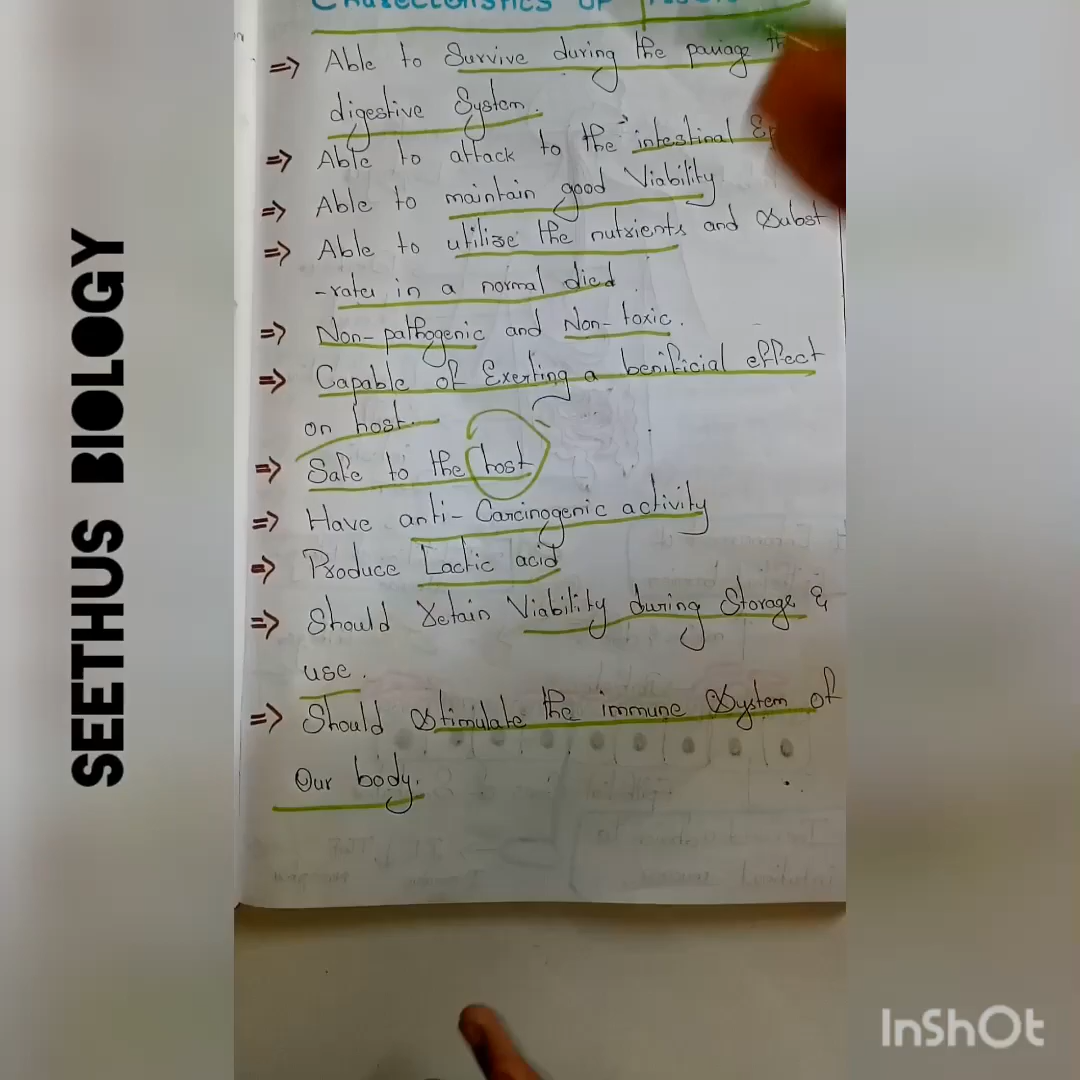 Charecteristics of
=> Able to Survive during the passage
digestive System.
=> Able to attack to the intestinal
=> Able to maintain good Viability
=> Able to utilize the nutrients and Subst
-rates in a normal died.
=> Non-pathogenic and Non-toxic.
=> Capable of Exerting a benificial effect
on host.
=> Safe to the host
=> Have anti-Carcinogenic activity
=> Produce Lactic acid
=> Should retain Viability during Storage &
use.
=> Should Stimulate the immune System of
Our body.
SEETHUS BIOLOGY
InShOt